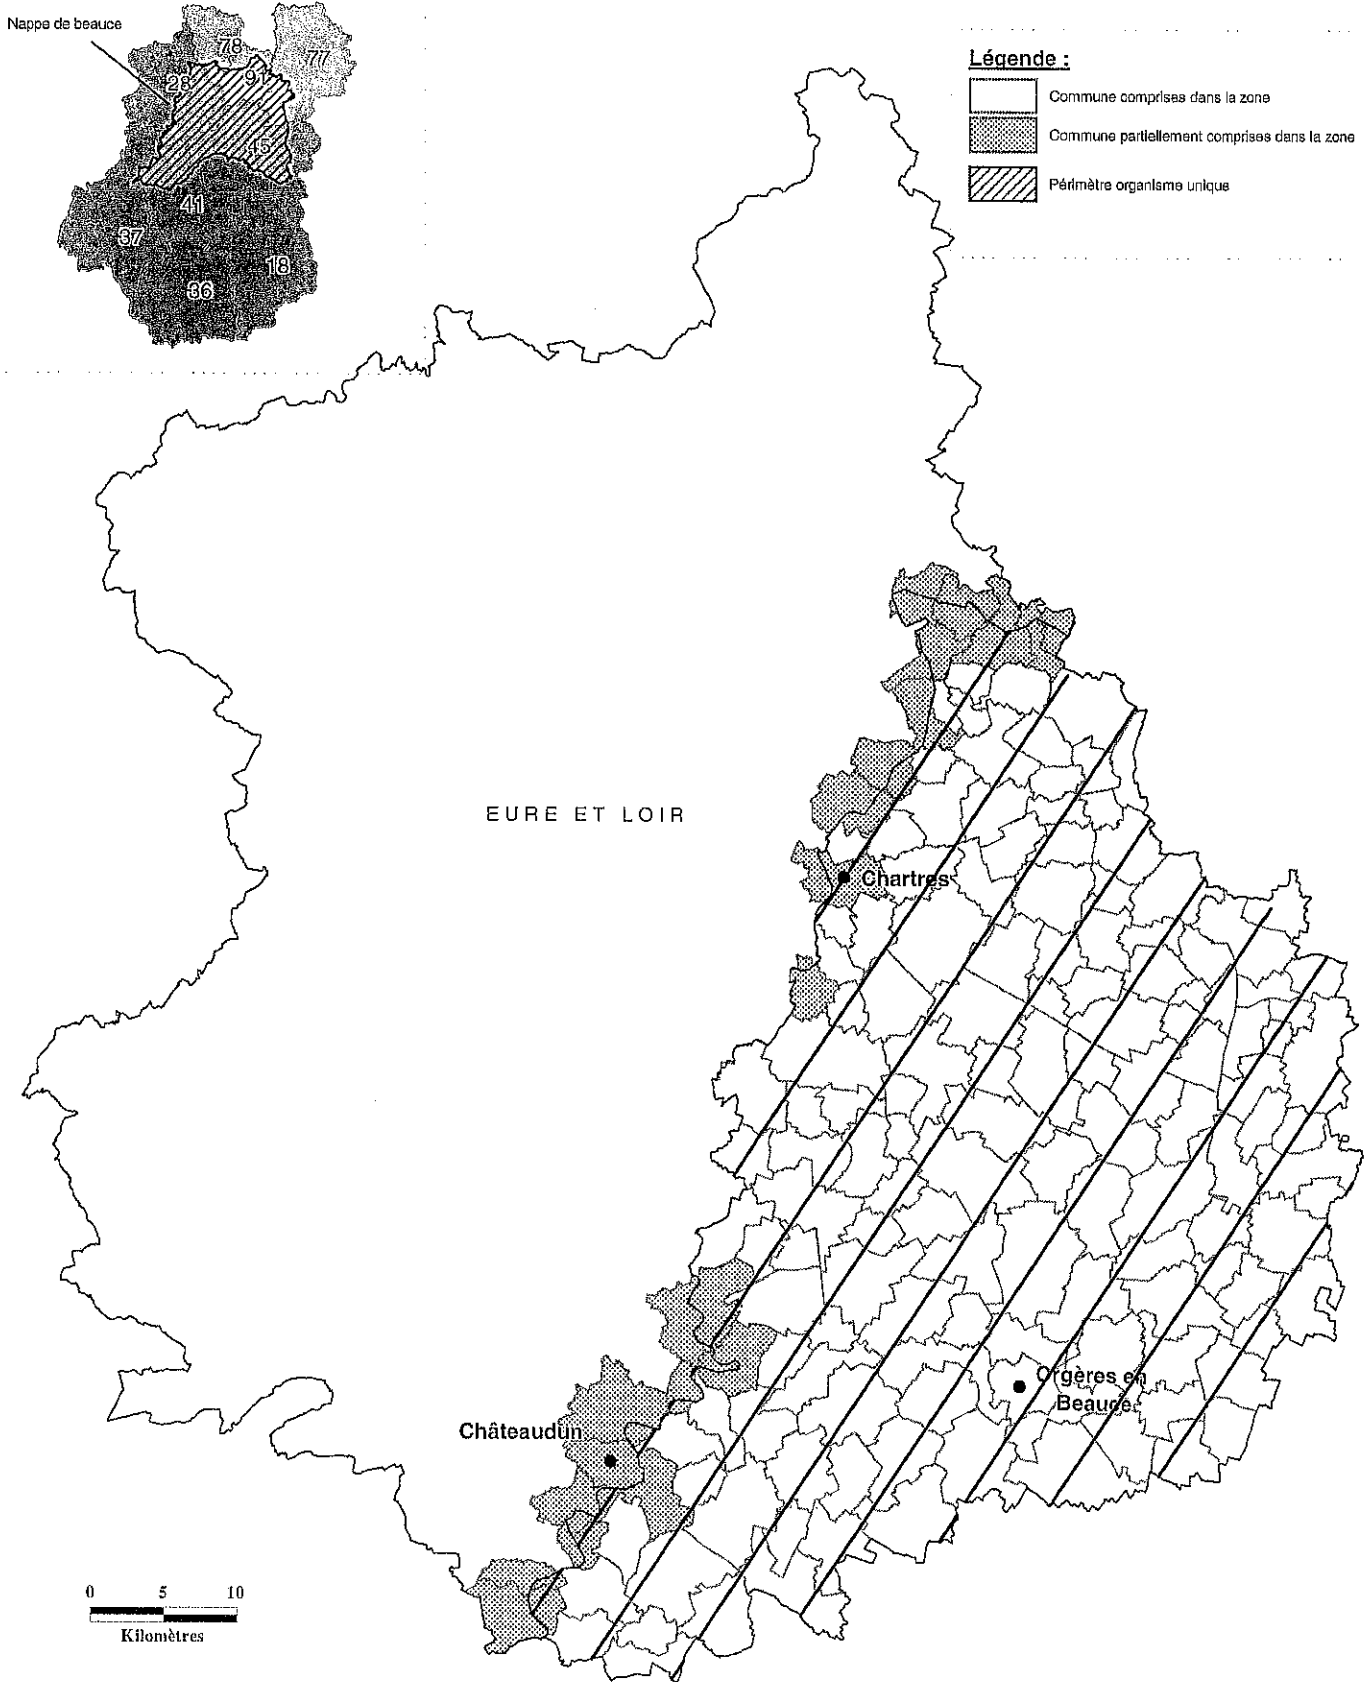 Nappe de beauce
78
77
28
91
45
41
37
18
36
Légende :
Commune comprises dans la zone
Commune partiellement comprises dans la zone
Périmètre organisme unique
EURE ET LOIR
Chartres
Orgères en
Beauce
Châteaudun
0 5 10
Kilomètres